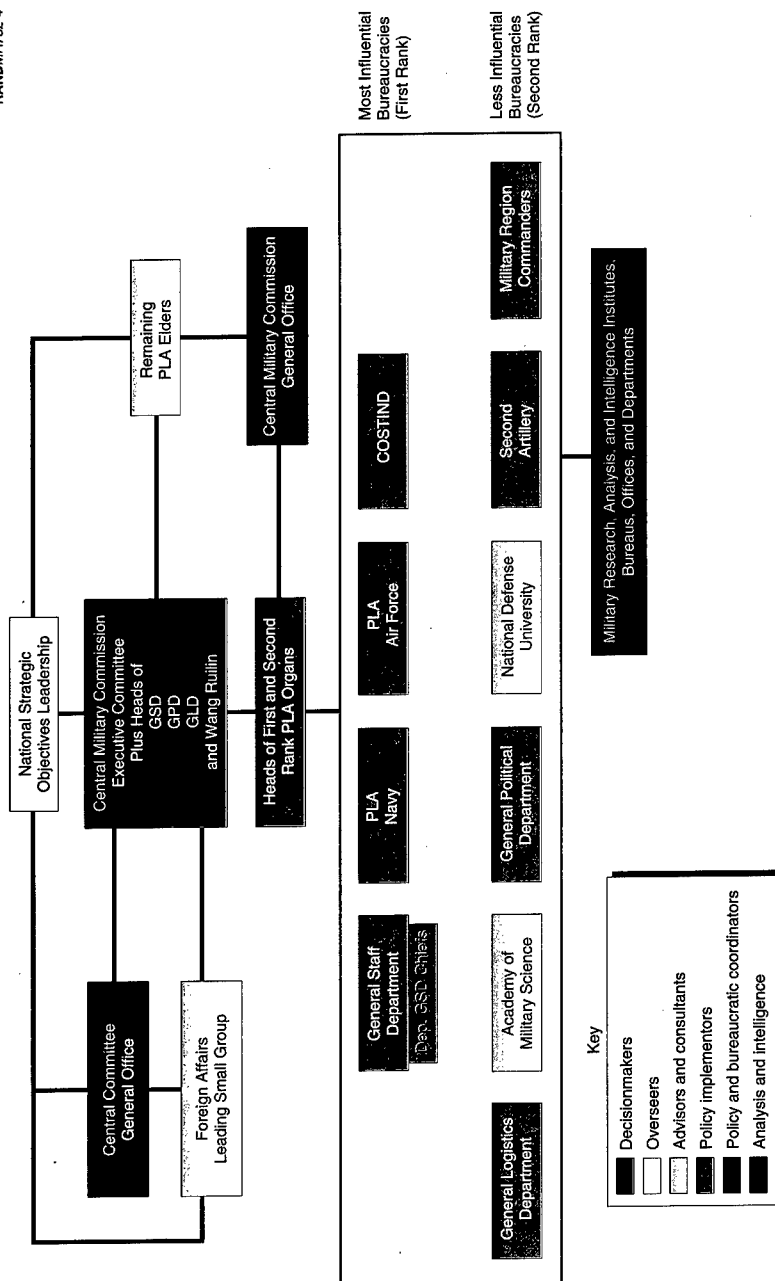 National Strategic
Objectives Leadership
Central Committee
General Office
Foreign Affairs
Leading Small Group
Central Military Commission
Executive Committee
Plus Heads of
GSD
GPD
GLD
and Wang Ruilin
Remaining
PLA Elders
Central Military Commission
General Office
Heads of First and Second
Rank PLA Organs
General Staff
Department
Dep. GSD Chiefs
PLA
Navy
PLA
Air Force
COSTIND
Most Influential
Bureaucracies
(First Rank)
General Logistics
Department
Academy of
Military Science
General Political
Department
National Defense
University
Second
Artillery
Military Region
Commanders
Less Influential
Bureaucracies
(Second Rank)
Military Research, Analysis, and Intelligence Institutes,
Bureaus, Offices, and Departments
Key
Decisionmakers
Overseers
Advisors and consultants
Policy implementors
Policy and bureaucratic coordinators
Analysis and intelligence